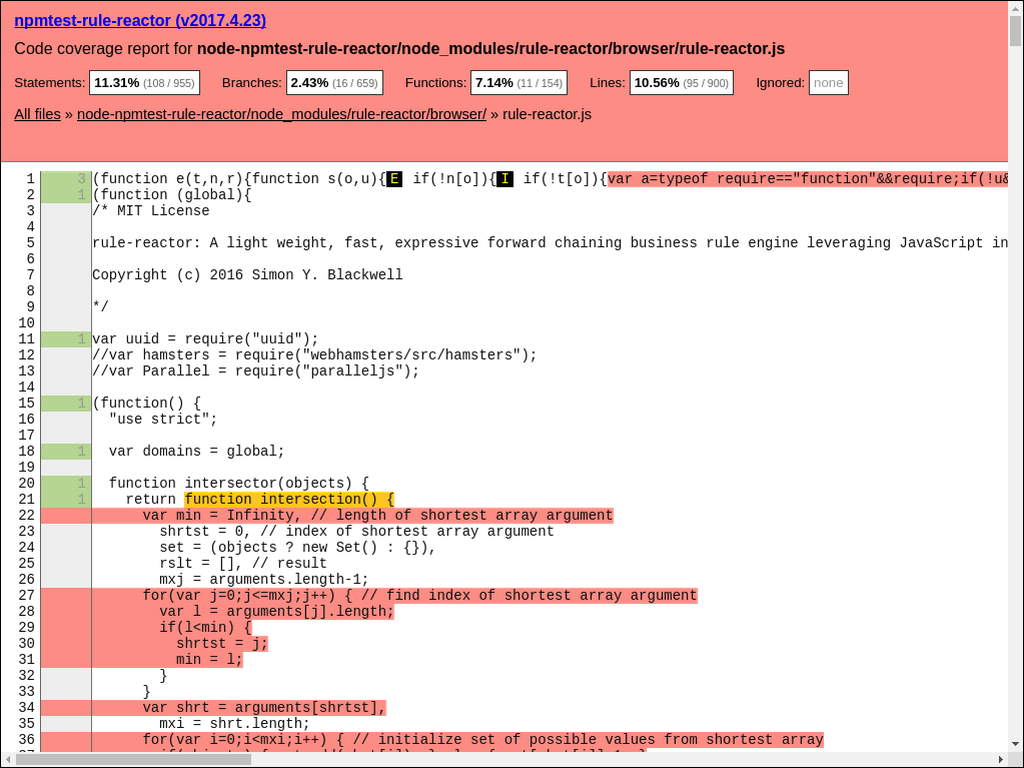 npmtest-rule-reactor (v2017.4.23)
Code coverage report for node-npmtest-rule-reactor/node_modules/rule-reactor/browser/rule-reactor.js
Statements: 11.31% (108 / 955) Branches: 2.43% (16 / 659) Functions: 7.14% (11 / 154) Lines: 10.56% (95 / 900) Ignored: none
All files » node-npmtest-rule-reactor/node_modules/rule-reactor/browser/ » rule-reactor.js
1 3 (function e(t,n,r){function s(o,u){E if(!n[o]){I if(!t[o]){var a=typeof require=="function"&&require;if(!u&
2 1 (function (global){
3 /* MIT License
4
5 rule-reactor: A light weight, fast, expressive forward chaining business rule engine leveraging JavaScript in
6
7 Copyright (c) 2016 Simon Y. Blackwell
8
9 */
10
11 1 var uuid = require("uuid");
12 //var hamsters = require("webhamsters/src/hamsters");
13 //var Parallel = require("paralleljs");
14
15 1 (function() {
16 "use strict";
17
18 1 var domains = global;
19
20 1 function intersector(objects) {
21 1 return function intersection() {
22 var min = Infinity, // length of shortest array argument
23 shrtst = 0, // index of shortest array argument
24 set = (objects ? new Set() : {}),
25 rslt = [], // result
26 mxj = arguments.length-1;
27 for(var j=0;j<=mxj;j++) { // find index of shortest array argument
28 var l = arguments[j].length;
29 if(l<min) {
30 shrtst = j;
31 min = l;
32 }
33 }
34 var shrt = arguments[shrtst],
35 mxi = shrt.length;
36 for(var i=0;i<mxi;i++) { // initialize set of possible values from shortest array